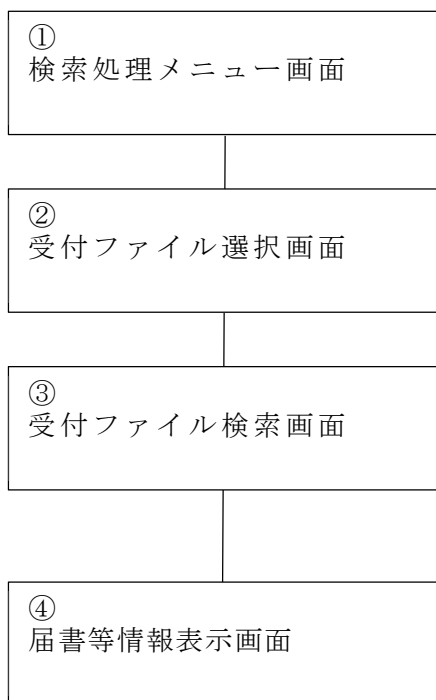 ①
検索処理メニュー画面
②
受付ファイル選択画面
③
受付ファイル検索画面
④
届書等情報表示画面